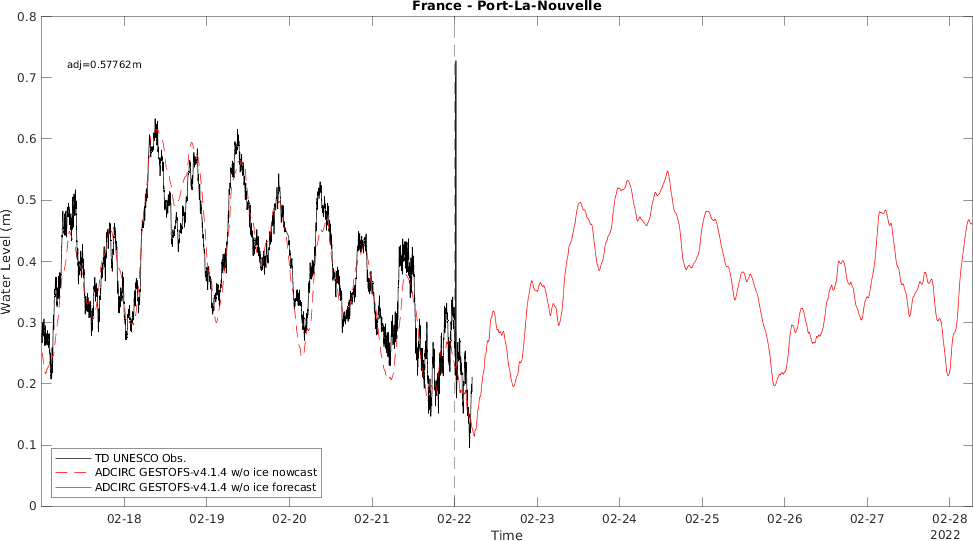 France - Port-La-Nouvelle
adj=0.57762m
0.8
0.7
0.6
0.5
0.4
0.3
0.2
0.1
0
Water Level (m)
TD UNESCO Obs.
ADCIRC GESTOFS-v4.1.4 w/o ice nowcast
ADCIRC GESTOFS-v4.1.4 w/o ice forecast
02-18 02-19 02-20 02-21 02-22 02-23 02-24 02-25 02-26 02-27 02-28
2022
Time